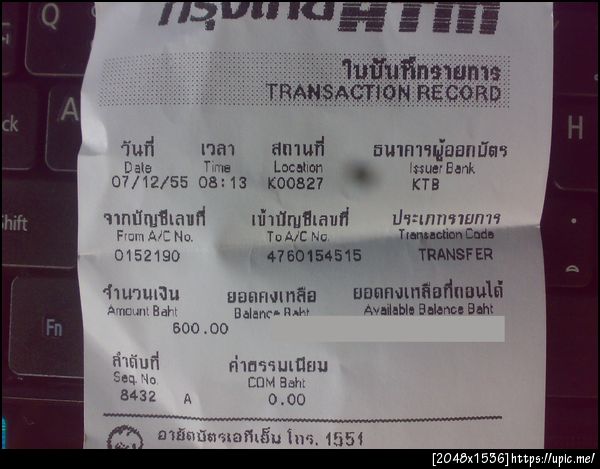 กรุงไทย ATM
ใบบันทึกรายการ
TRANSACTION RECORD
วันที่ เวลา สถานที่ ธนาคารผู้ออกบัตร
Date Time Location Issuer Bank
07/12/55 08:13 K00827 KTB
จากบัญชีเลขที่ เข้าบัญชีเลขที่ ประเภทรายการ
From A/C No. To A/C No. Transaction Code
0152190 4760154515 TRANSFER
จำนวนเงิน ยอดคงเหลือ ยอดคงเหลือที่ถอนได้
Amount Baht Balance Baht Available Balance Baht
600.00
ลำดับที่ ค่าธรรมเนียม
Seq. No. COM Baht
8432 A 0.00
อายัดบัตรเอทีเอ็ม โทร. 1551
Q
A
H
ck
Shift
Fn
[2048x1536]https://upic.me/